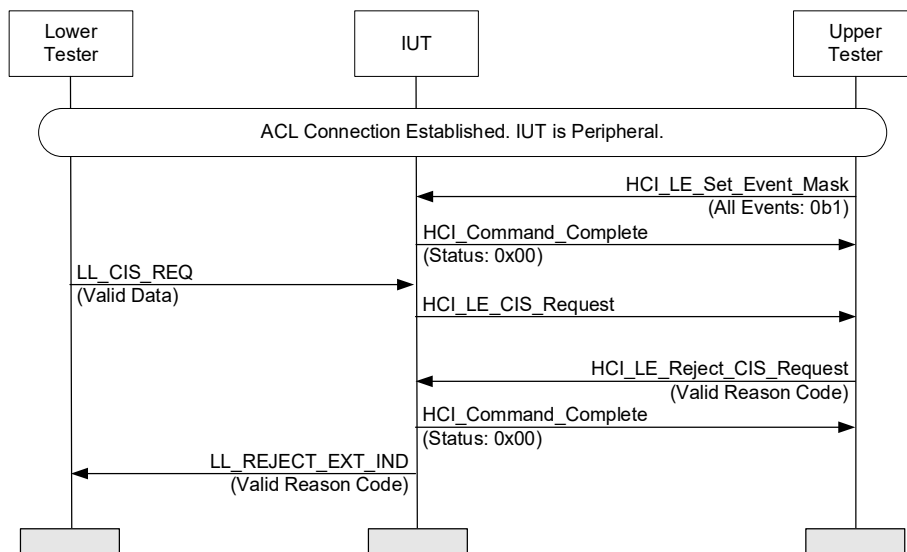 Lower
Tester
IUT
Upper
Tester
ACL Connection Established. IUT is Peripheral.
HCI_LE_Set_Event_Mask
(All Events: 0b1)
HCI_Command_Complete
(Status: 0x00)
LL_CIS_REQ
(Valid Data)
HCI_LE_CIS_Request
HCI_LE_Reject_CIS_Request
(Valid Reason Code)
HCI_Command_Complete
(Status: 0x00)
LL_REJECT_EXT_IND
(Valid Reason Code)